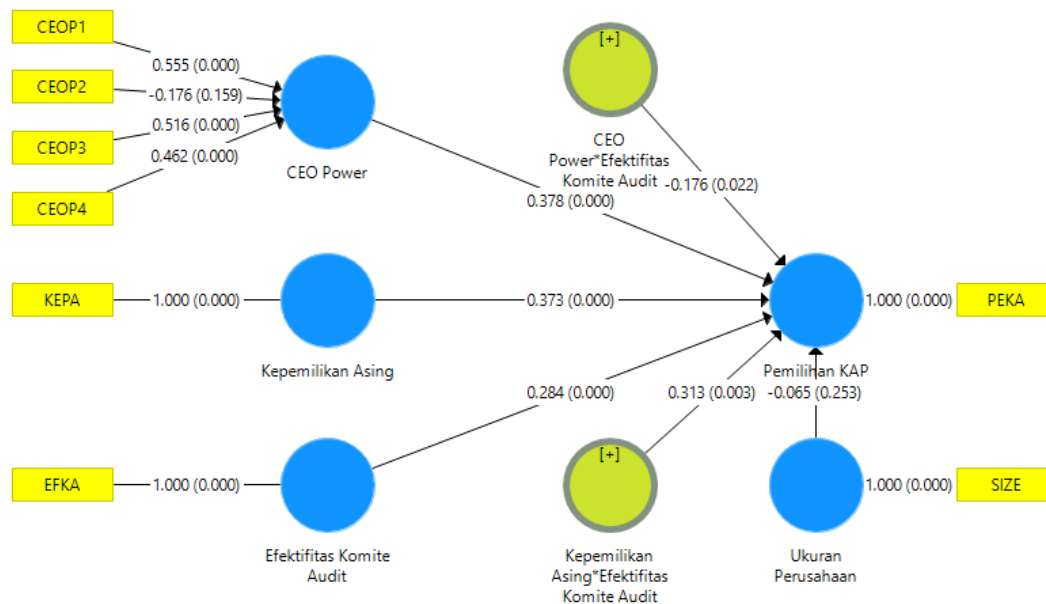 CEOP1
0.555 (0.000)
CEOP2
-0.176 (0.159)
CEOP3
0.516 (0.000)
0.462 (0.000)
CEOP4
CEO Power
[+]
CEO
Power*Efektifitas
Komite Audit
-0.176 (0.022)
0.378 (0.000)
KEPA
1.000 (0.000)
Kepemilikan Asing
0.373 (0.000)
Pemilihan KAP
1.000 (0.000)
PEKA
0.284 (0.000)
0.313 (0.003)
-0.065 (0.253)
EFKA
1.000 (0.000)
Efektifitas Komite
Audit
[+]
Kepemilikan
Asing*Efektifitas
Komite Audit
Ukuran
Perusahaan
1.000 (0.000)
SIZE